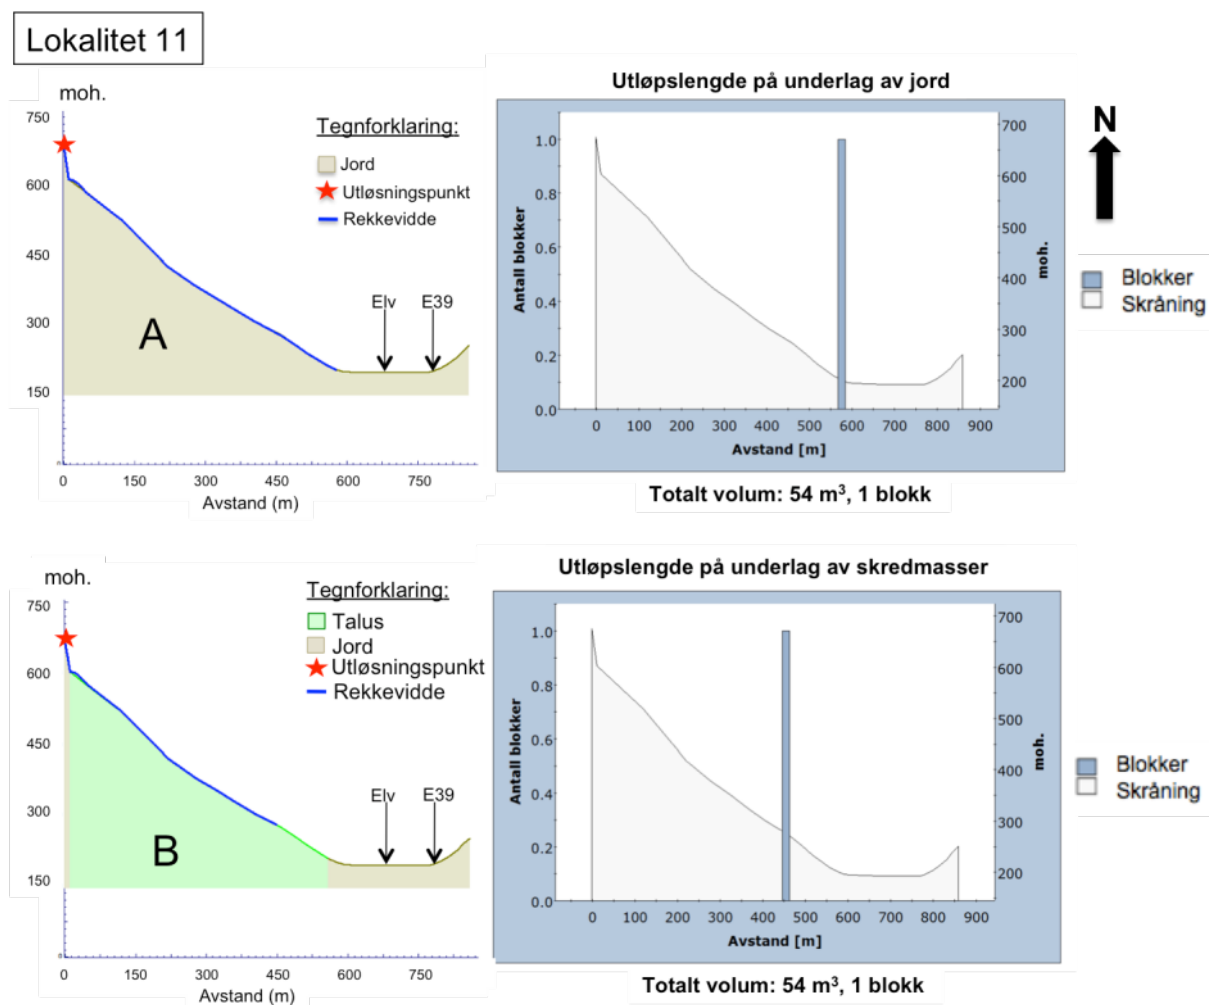 Lokalitet 11
moh.
750
600
450
300
150
0
0 150 300 450 600 750
Avstand (m)
Tegnforklaring:
Jord
Utløsningspunkt
Rekkevidde
Elv E39
A
Utløpslengde på underlag av jord
Antall blokker
1.0
0.8
0.6
0.4
0.2
0.0
700
600
500
400
300
200
moh.
0 100 200 300 400 500 600 700 800 900
Avstand [m]
Totalt volum: 54 m³, 1 blokk
N
Blokker
Skråning
moh.
750
600
450
300
150
0
0 150 300 450 600 750
Avstand (m)
Tegnforklaring:
Talus
Jord
Utløsningspunkt
Rekkevidde
Elv E39
B
Utløpslengde på underlag av skredmasser
Antall blokker
1.0
0.8
0.6
0.4
0.2
0.0
700
600
500
400
300
200
moh.
0 100 200 300 400 500 600 700 800 900
Avstand [m]
Totalt volum: 54 m³, 1 blokk
Blokker
Skråning